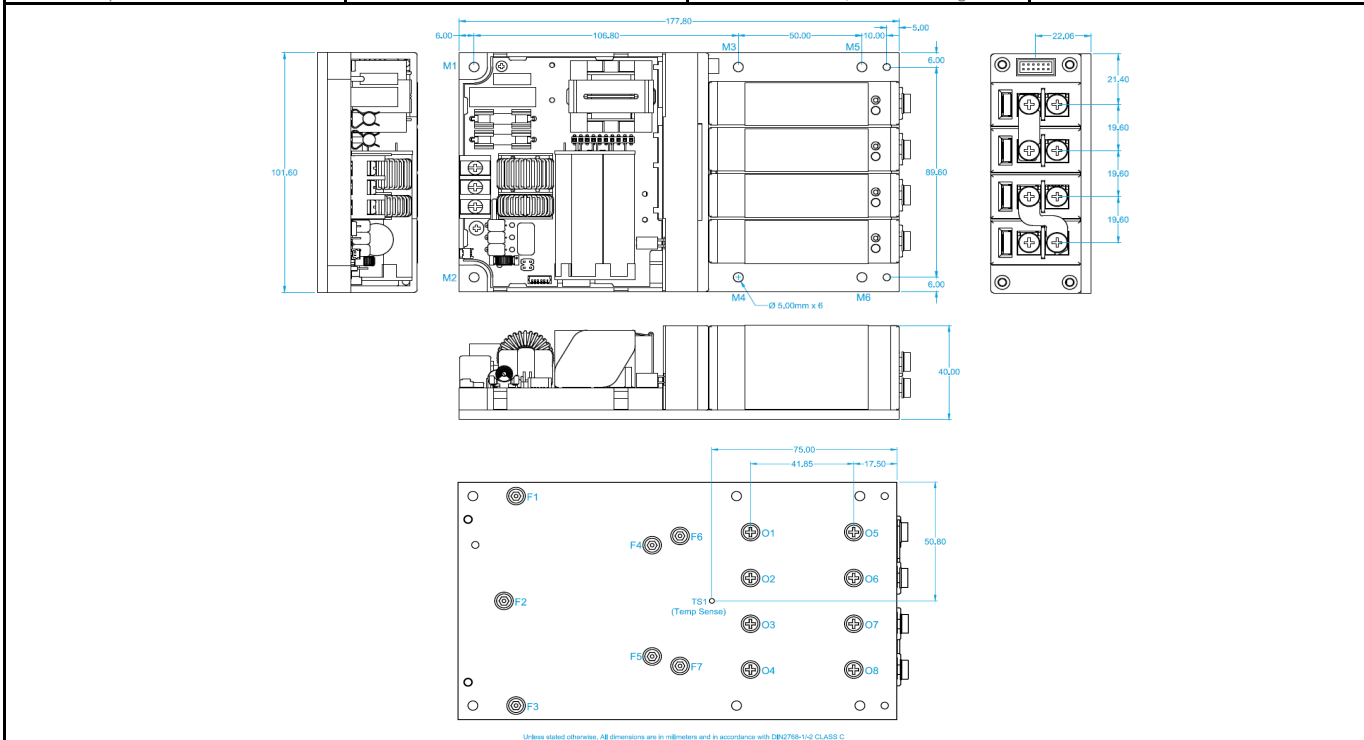 177.80
5.00
6.00
106.80
50.00
10.00
22.06
M3
M5
M1
6.00
21.40
19.60
101.60
89.60
19.60
19.60
M2
6.00
M4
M6
Ø 5.00mm x 6
40.00
75.00
41.85
17.50
F1
O1
O5
F6
F4
50.80
O2
O6
TS1
(Temp Sense)
F2
O3
O7
F5
F7
O4
O8
F3
Unless stated otherwise, All dimensions are in millimeters and in accordance with DIN2768-1/-2 CLASS C